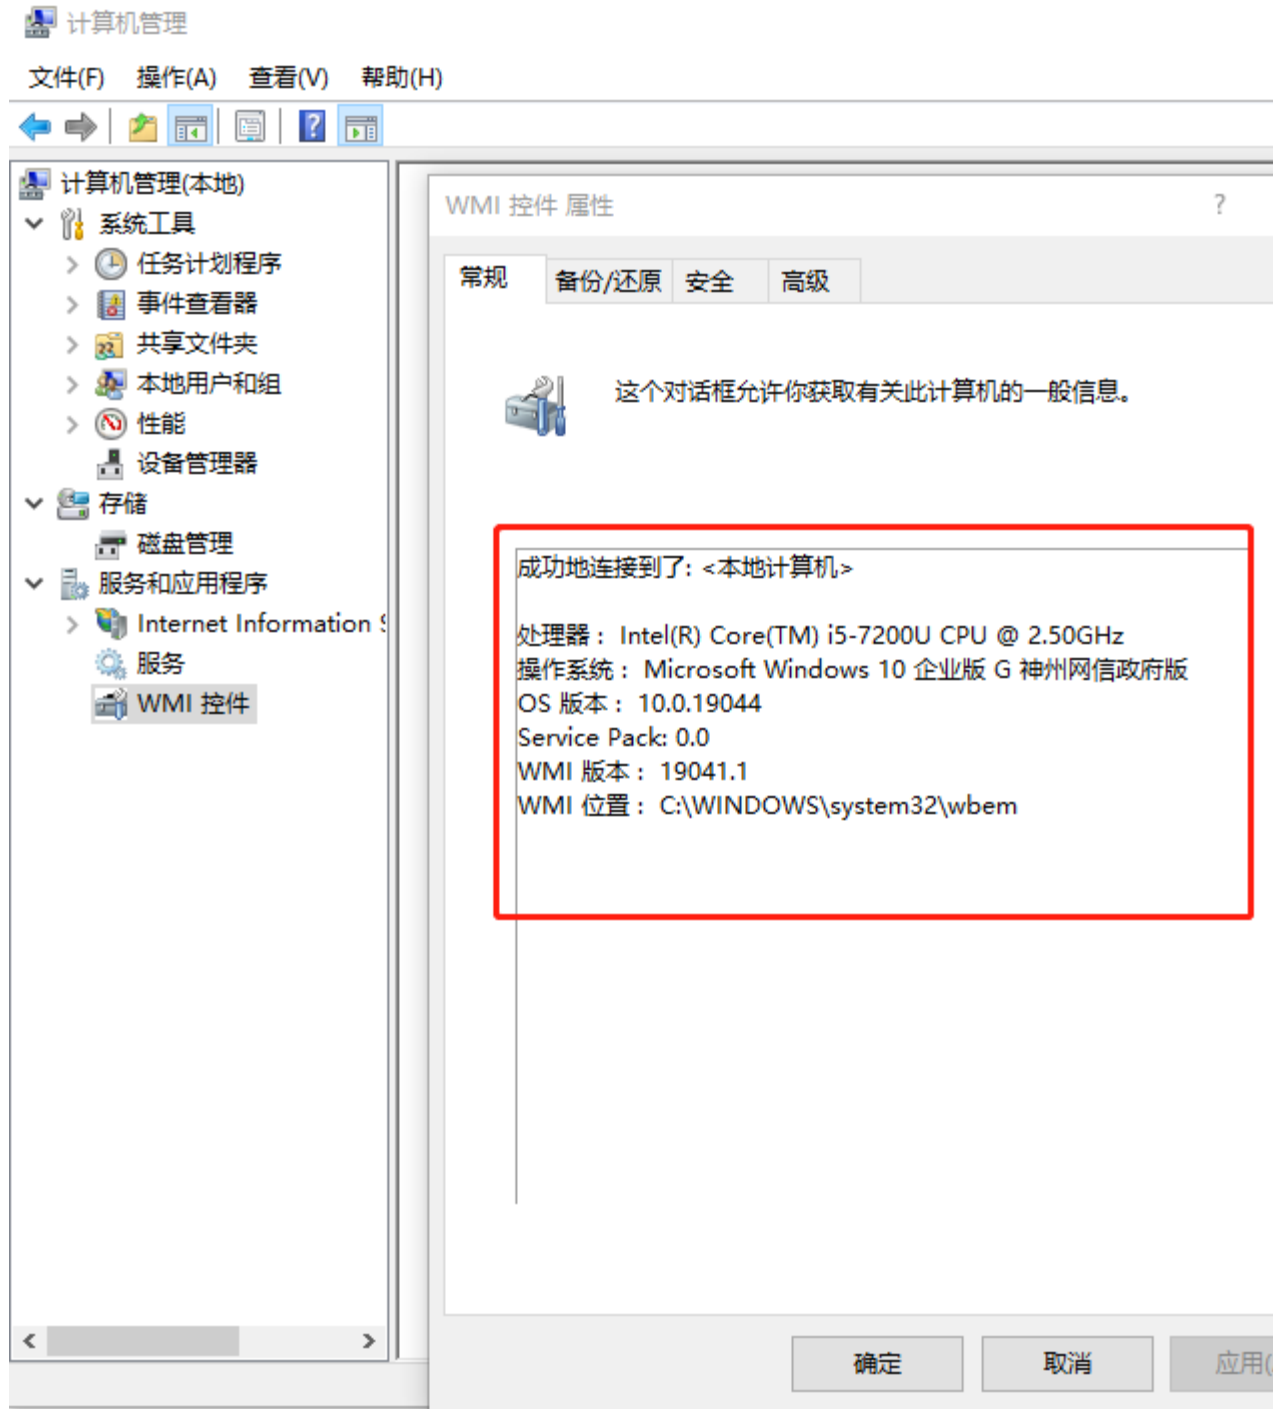 计算机管理
文件(F) 操作(A) 查看(V) 帮助(H)
计算机管理(本地)
系统工具
任务计划程序
事件查看器
共享文件夹
本地用户和组
性能
设备管理器
存储
磁盘管理
服务和应用程序
Internet Information
服务
WMI 控件
WMI 控件 属性
?
常规 备份/还原 安全 高级
这个对话框允许你获取有关此计算机的一般信息。
成功地连接到了: <本地计算机>
处理器： Intel(R) Core(TM) i5-7200U CPU @ 2.50GHz
操作系统： Microsoft Windows 10 企业版 G 神州网信政府版
OS 版本： 10.0.19044
Service Pack: 0.0
WMI 版本： 19041.1
WMI 位置： C:\WINDOWS\system32\wbem
确定 取消 应用(